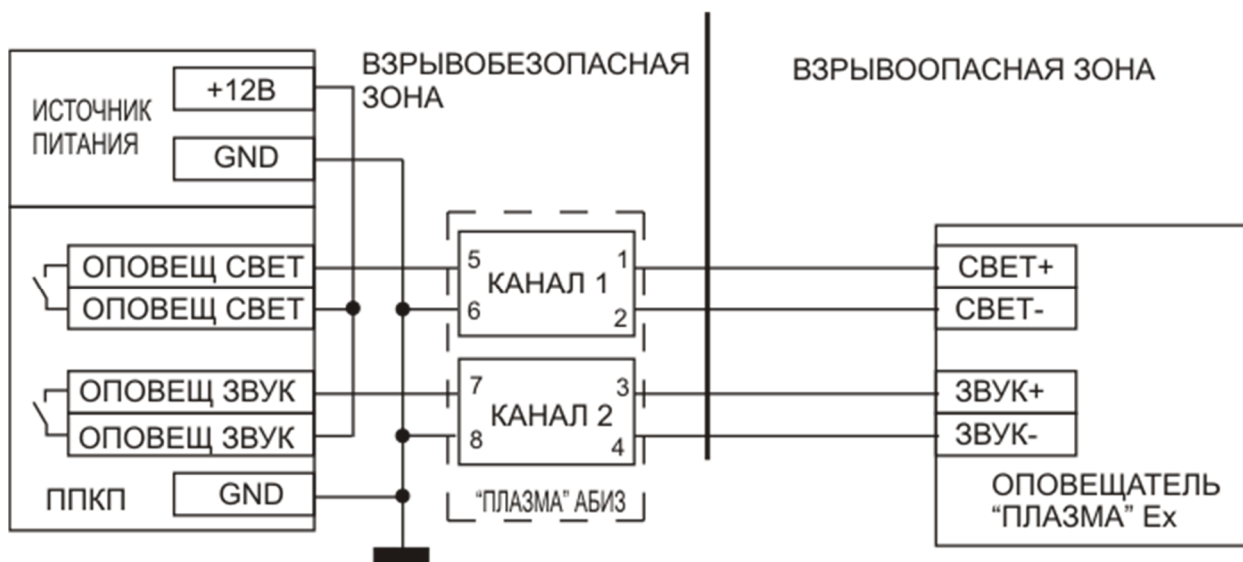 ВЗРЫВОБЕЗОПАСНАЯ
ЗОНА
ВЗРЫВООПАСНАЯ ЗОНА
ИСТОЧНИК
ПИТАНИЯ
+12В
GND
ОПОВЕЩ СВЕТ
ОПОВЕЩ СВЕТ
ОПОВЕЩ ЗВУК
ОПОВЕЩ ЗВУК
ППКП
GND
5
КАНАЛ 1
1
6
2
7
КАНАЛ 2
3
8
4
"ПЛАЗМА" АБИЗ
СВЕТ+
СВЕТ-
ЗВУК+
ЗВУК-
ОПОВЕЩАТЕЛЬ
"ПЛАЗМА" Ex